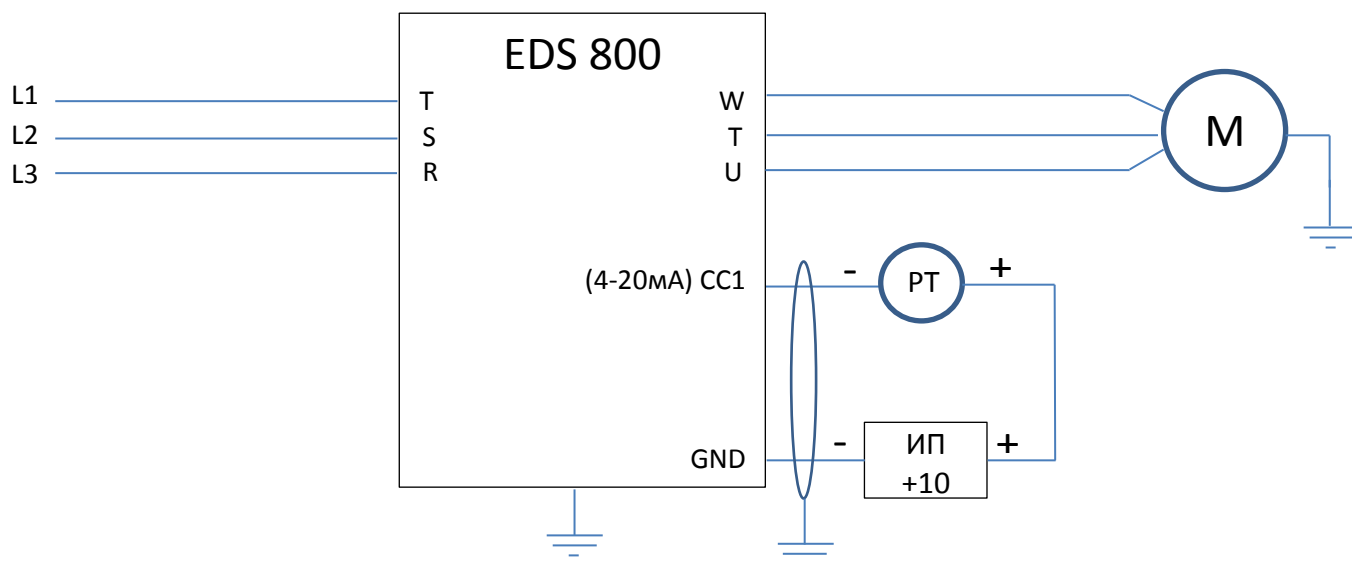 EDS 800
L1 T W
L2 S T M
L3 R U
(4-20мА) СС1 - РТ +
GND - ИП +
+10